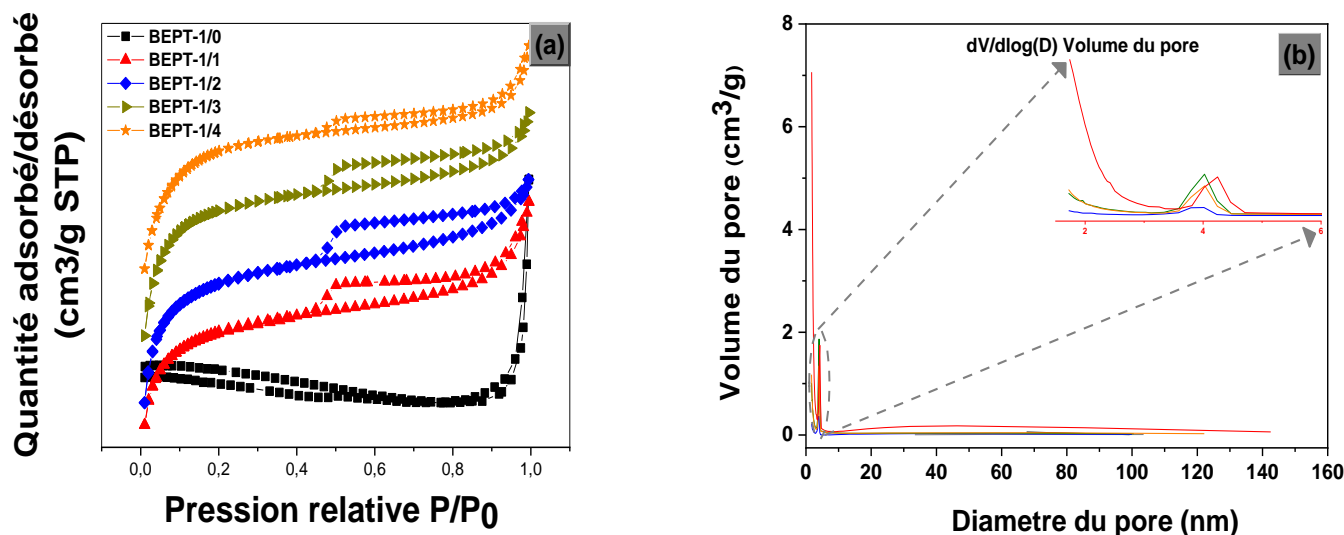 Quantité adsorbé/désorbé
(cm3/g STP)
BEPT-1/0
BEPT-1/1
BEPT-1/2
BEPT-1/3
BEPT-1/4
(a)
0,0 0,2 0,4 0,6 0,8 1,0
Pression relative P/P0
Volume du pore (cm³/g)
8
6
4
2
0
dV/dlog(D) Volume du pore
(b)
2 3 4 5 6
0 20 40 60 80 100 120 140 160
Diametre du pore (nm)